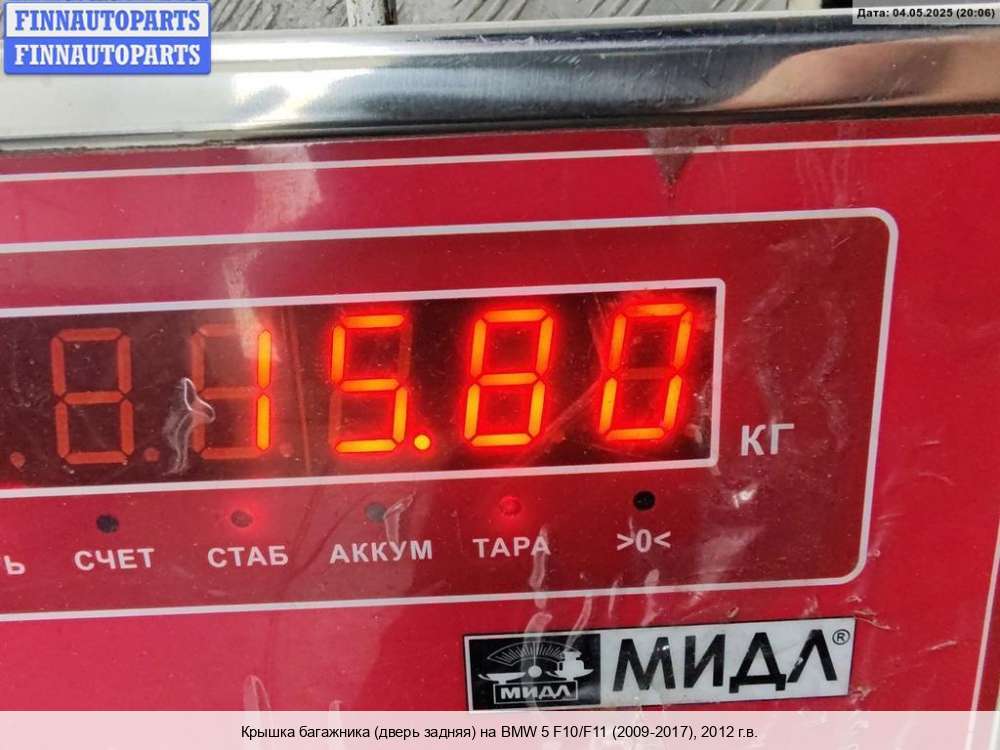 FINNAUTOPARTS
FINNAUTOPARTS
Дата: 04.05.2025 (20:06)
15.80
КГ
СЧЕТ СТАБ АККУМ ТАРА >0<
МИДЛ
МИДЛ®
Крышка багажника (дверь задняя) на BMW 5 F10/F11 (2009-2017), 2012 г.в.